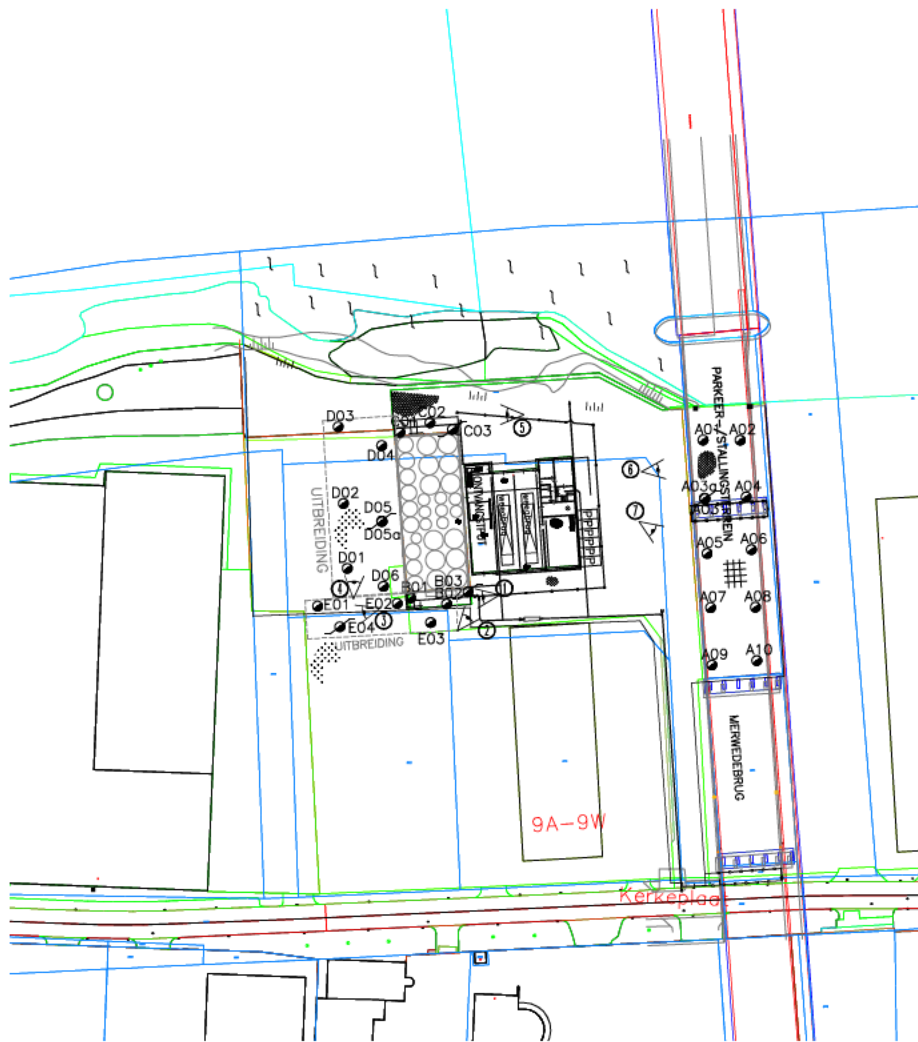 PARKEER-/STALLINGSTERREIN
D03
C02
C03
D04
A01
A02
5
6
7
ONTVANGSTPUT
UITBREIDING
D02
D05
D05a
A03a
A04
A05
A06
PPPPPPP
D01
D06
B01
B03
B02
4
1
E01
E02
3
2
E04
E03
UITBREIDING
A07
A08
A09
A10
MERWEDEBRUG
9A-9W
Kerkeplaat